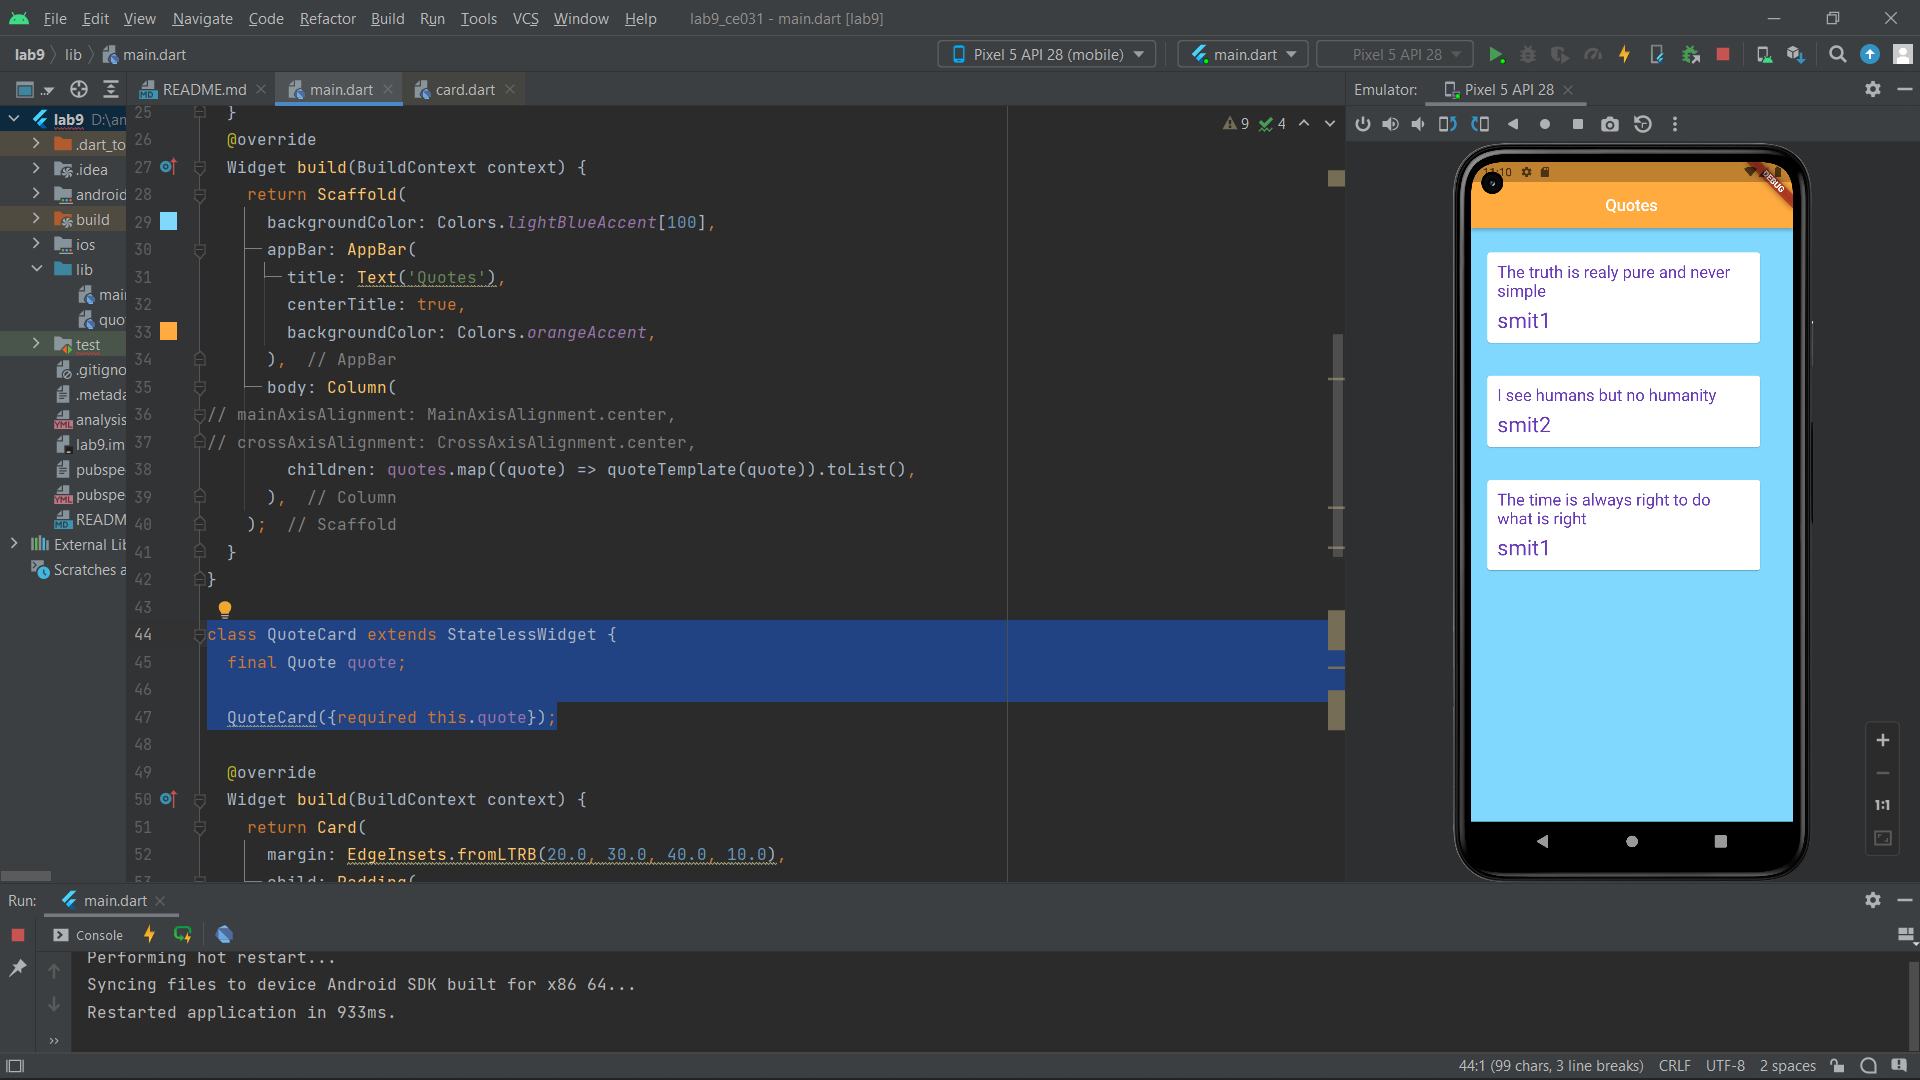 File Edit View Navigate Code Refactor Build Run Tools VCS Window Help lab9_ce031 - main.dart [lab9]
lab9 lib main.dart
Pixel 5 API 28 (mobile) main.dart Pixel 5 API 28
README.md main.dart card.dart
Emulator: Pixel 5 API 28
lab9 D:\an
.dart_to
.idea
android
build
ios
lib
mai
quo
test
.gitigno
.metada
analysis
lab9.im
pubspe
pubspe
READM
External Lib
Scratches a
9 4
25 }
26 @override
27 Widget build(BuildContext context) {
28 return Scaffold(
29 backgroundColor: Colors.lightBlueAccent[100],
30 appBar: AppBar(
31 title: Text('Quotes'),
32 centerTitle: true,
33 backgroundColor: Colors.orangeAccent,
34 ), // AppBar
35 body: Column(
36 // mainAxisAlignment: MainAxisAlignment.center,
37 // crossAxisAlignment: CrossAxisAlignment.center,
38 children: quotes.map((quote) => quoteTemplate(quote)).toList(),
39 ), // Column
40 ); // Scaffold
41 }
42 }
43
44 class QuoteCard extends StatelessWidget {
45 final Quote quote;
46
47 QuoteCard({required this.quote});
48
49 @override
50 Widget build(BuildContext context) {
51 return Card(
52 margin: EdgeInsets.fromLTRB(20.0, 30.0, 40.0, 10.0),
53 child: Padding(
DEBUG
Quotes
The truth is realy pure and never
simple
smit1
I see humans but no humanity
smit2
The time is always right to do
what is right
smit1
1:1
Run: main.dart
Console
Performing hot restart...
Syncing files to device Android SDK built for x86 64...
Restarted application in 933ms.
44:1 (99 chars, 3 line breaks) CRLF UTF-8 2 spaces